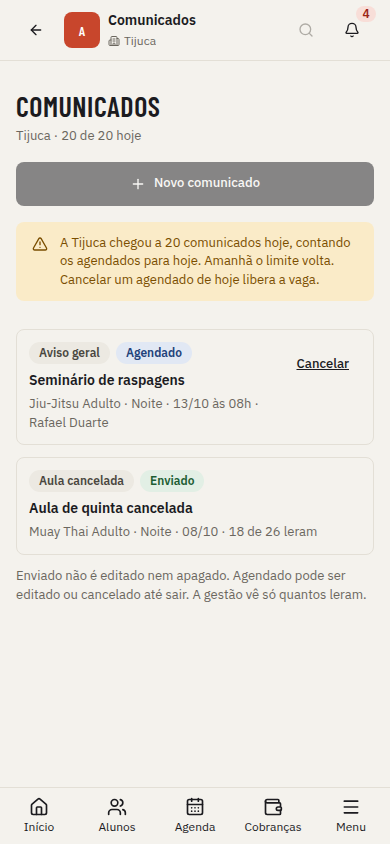 A
Comunicados
Tijuca
4
COMUNICADOS
Tijuca · 20 de 20 hoje
Novo comunicado
A Tijuca chegou a 20 comunicados hoje, contando
os agendados para hoje. Amanhã o limite volta.
Cancelar um agendado de hoje libera a vaga.
Aviso geral
Agendado
Cancelar
Seminário de raspagens
Jiu-Jitsu Adulto · Noite · 13/10 às 08h ·
Rafael Duarte
Aula cancelada
Enviado
Aula de quinta cancelada
Muay Thai Adulto · Noite · 08/10 · 18 de 26 leram
Enviado não é editado nem apagado. Agendado pode ser
editado ou cancelado até sair. A gestão vê só quantos leram.
Início
Alunos
Agenda
Cobranças
Menu